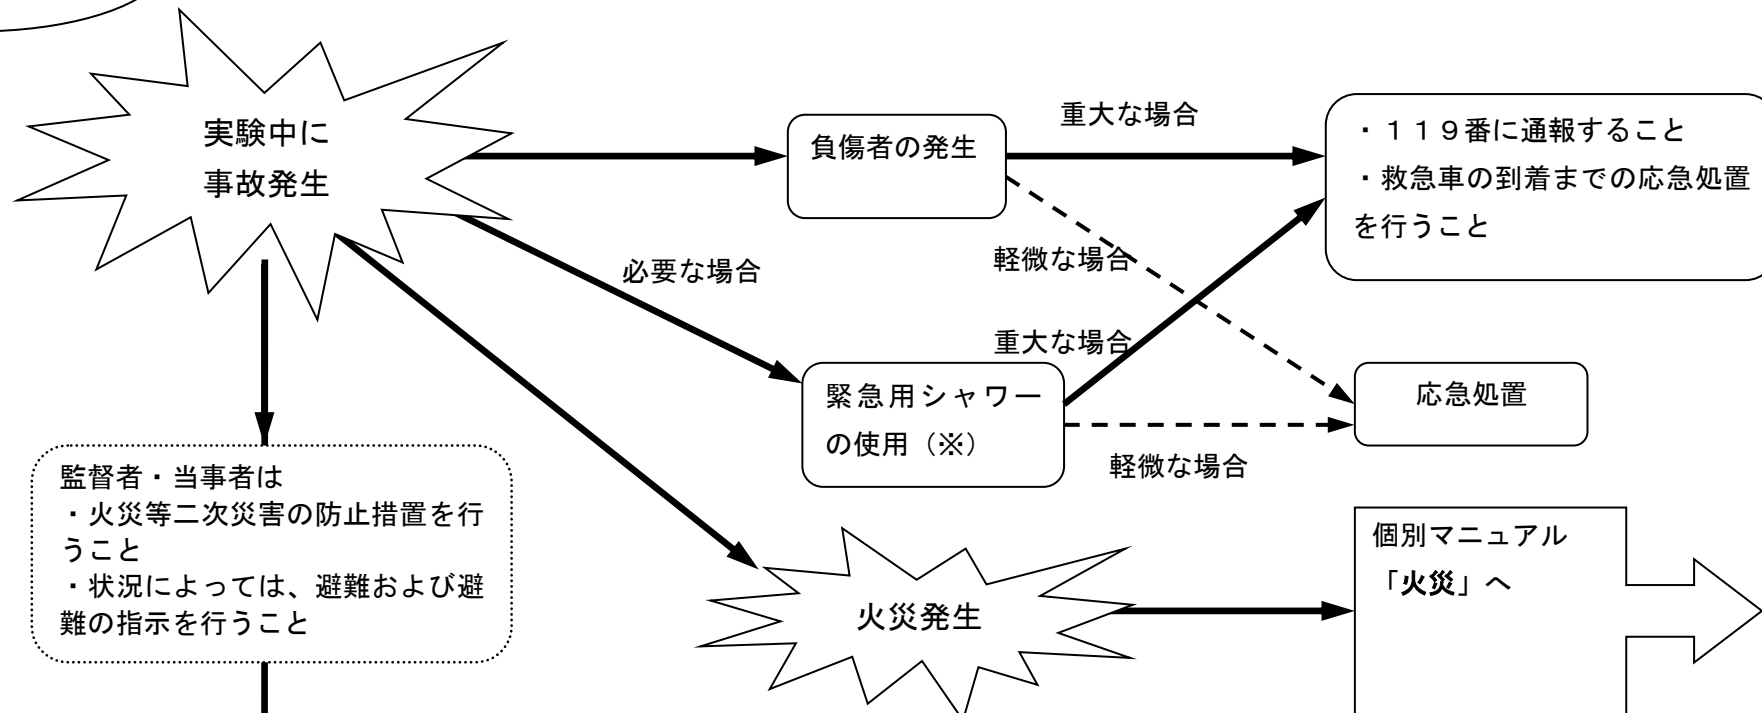 実験中に
事故発生
負傷者の発生
重大な場合
・１１９番に通報すること
・救急車の到着までの応急処置
を行うこと
軽微な場合
必要な場合
重大な場合
緊急用シャワー
の使用（※）
応急処置
軽微な場合
監督者・当事者は
・火災等二次災害の防止措置を行
うこと
・状況によっては、避難および避
難の指示を行うこと
火災発生
個別マニュアル
「火災」へ